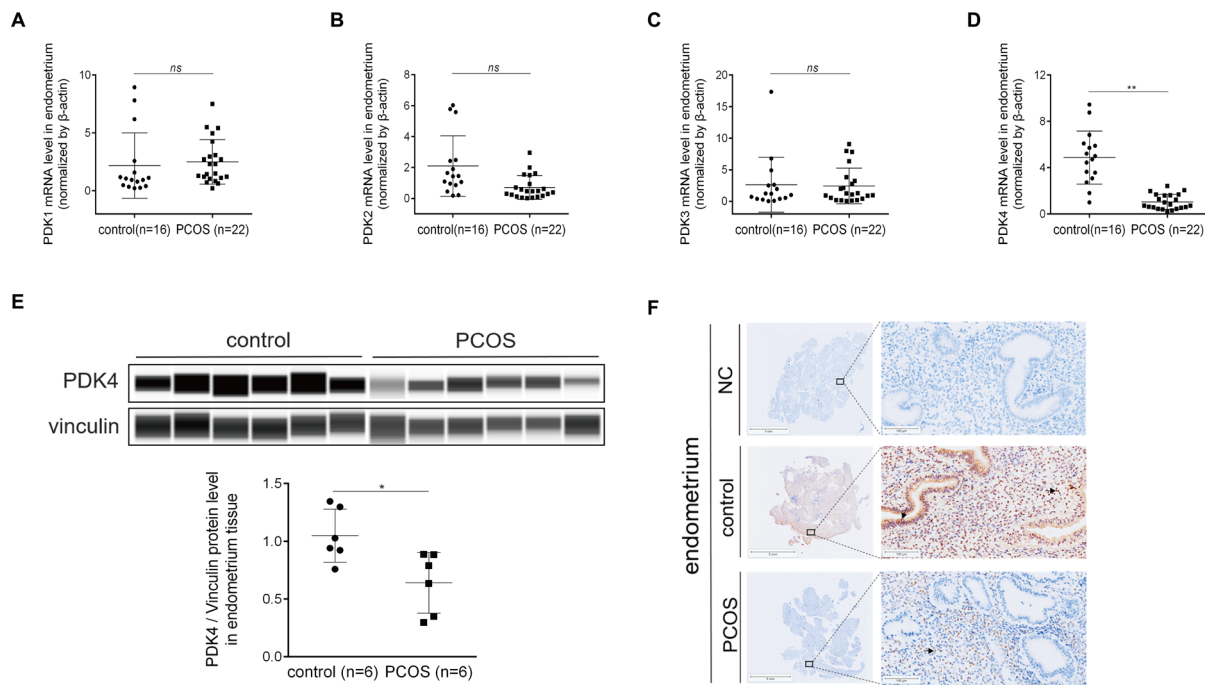 A
PDK1 mRNA level in endometrium
(normalized by β-actin)
10
5
0
ns
control(n=16) PCOS (n=22)
B
PDK2 mRNA level in endometrium
(normalized by β-actin)
8
6
4
2
0
ns
control(n=16) PCOS (n=22)
C
PDK3 mRNA level in endometrium
(normalized by β-actin)
20
15
10
5
0
ns
control(n=16) PCOS (n=22)
D
PDK4 mRNA level in endometrium
(normalized by β-actin)
12
9
6
3
0
**
control(n=16) PCOS (n=22)
E
control PCOS
PDK4
vinculin
PDK4 / Vinculin protein level
in endometrium tissue
1.5
1.0
0.5
0.0
*
control (n=6) PCOS (n=6)
F
endometrium
NC
control
PCOS